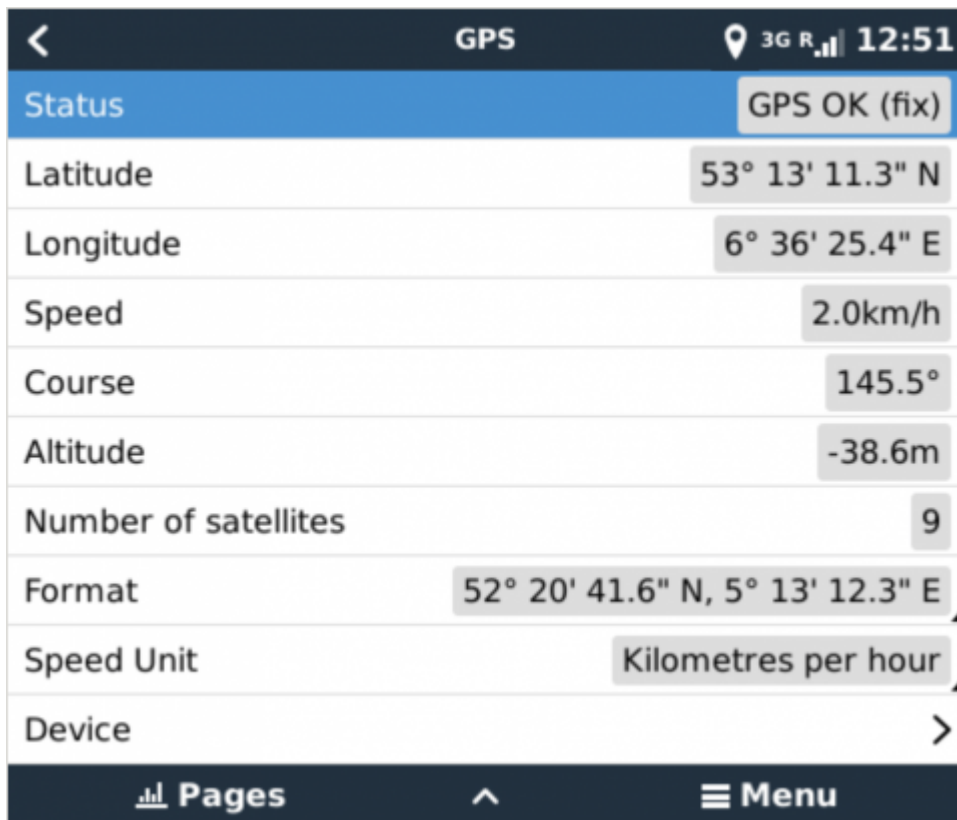 GPS 3G R 12:51
Status GPS OK (fix)
Latitude 53° 13' 11.3" N
Longitude 6° 36' 25.4" E
Speed 2.0km/h
Course 145.5°
Altitude -38.6m
Number of satellites 9
Format 52° 20' 41.6" N, 5° 13' 12.3" E
Speed Unit Kilometres per hour
Device
Pages Menu